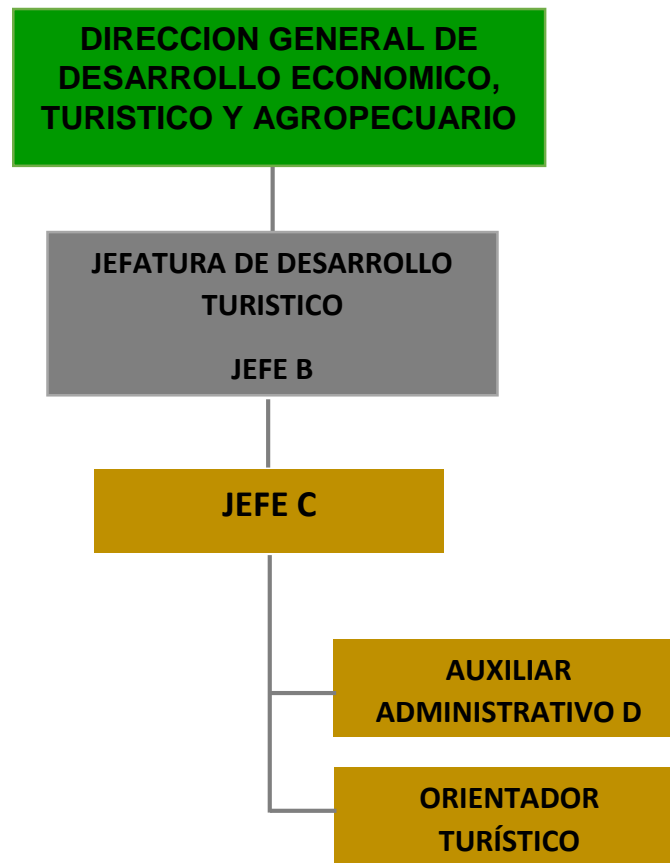 DIRECCION GENERAL DE
DESARROLLO ECONOMICO,
TURISTICO Y AGROPECUARIO
JEFATURA DE DESARROLLO
TURISTICO
JEFE B
JEFE C
AUXILIAR
ADMINISTRATIVO D
ORIENTADOR
TURÍSTICO